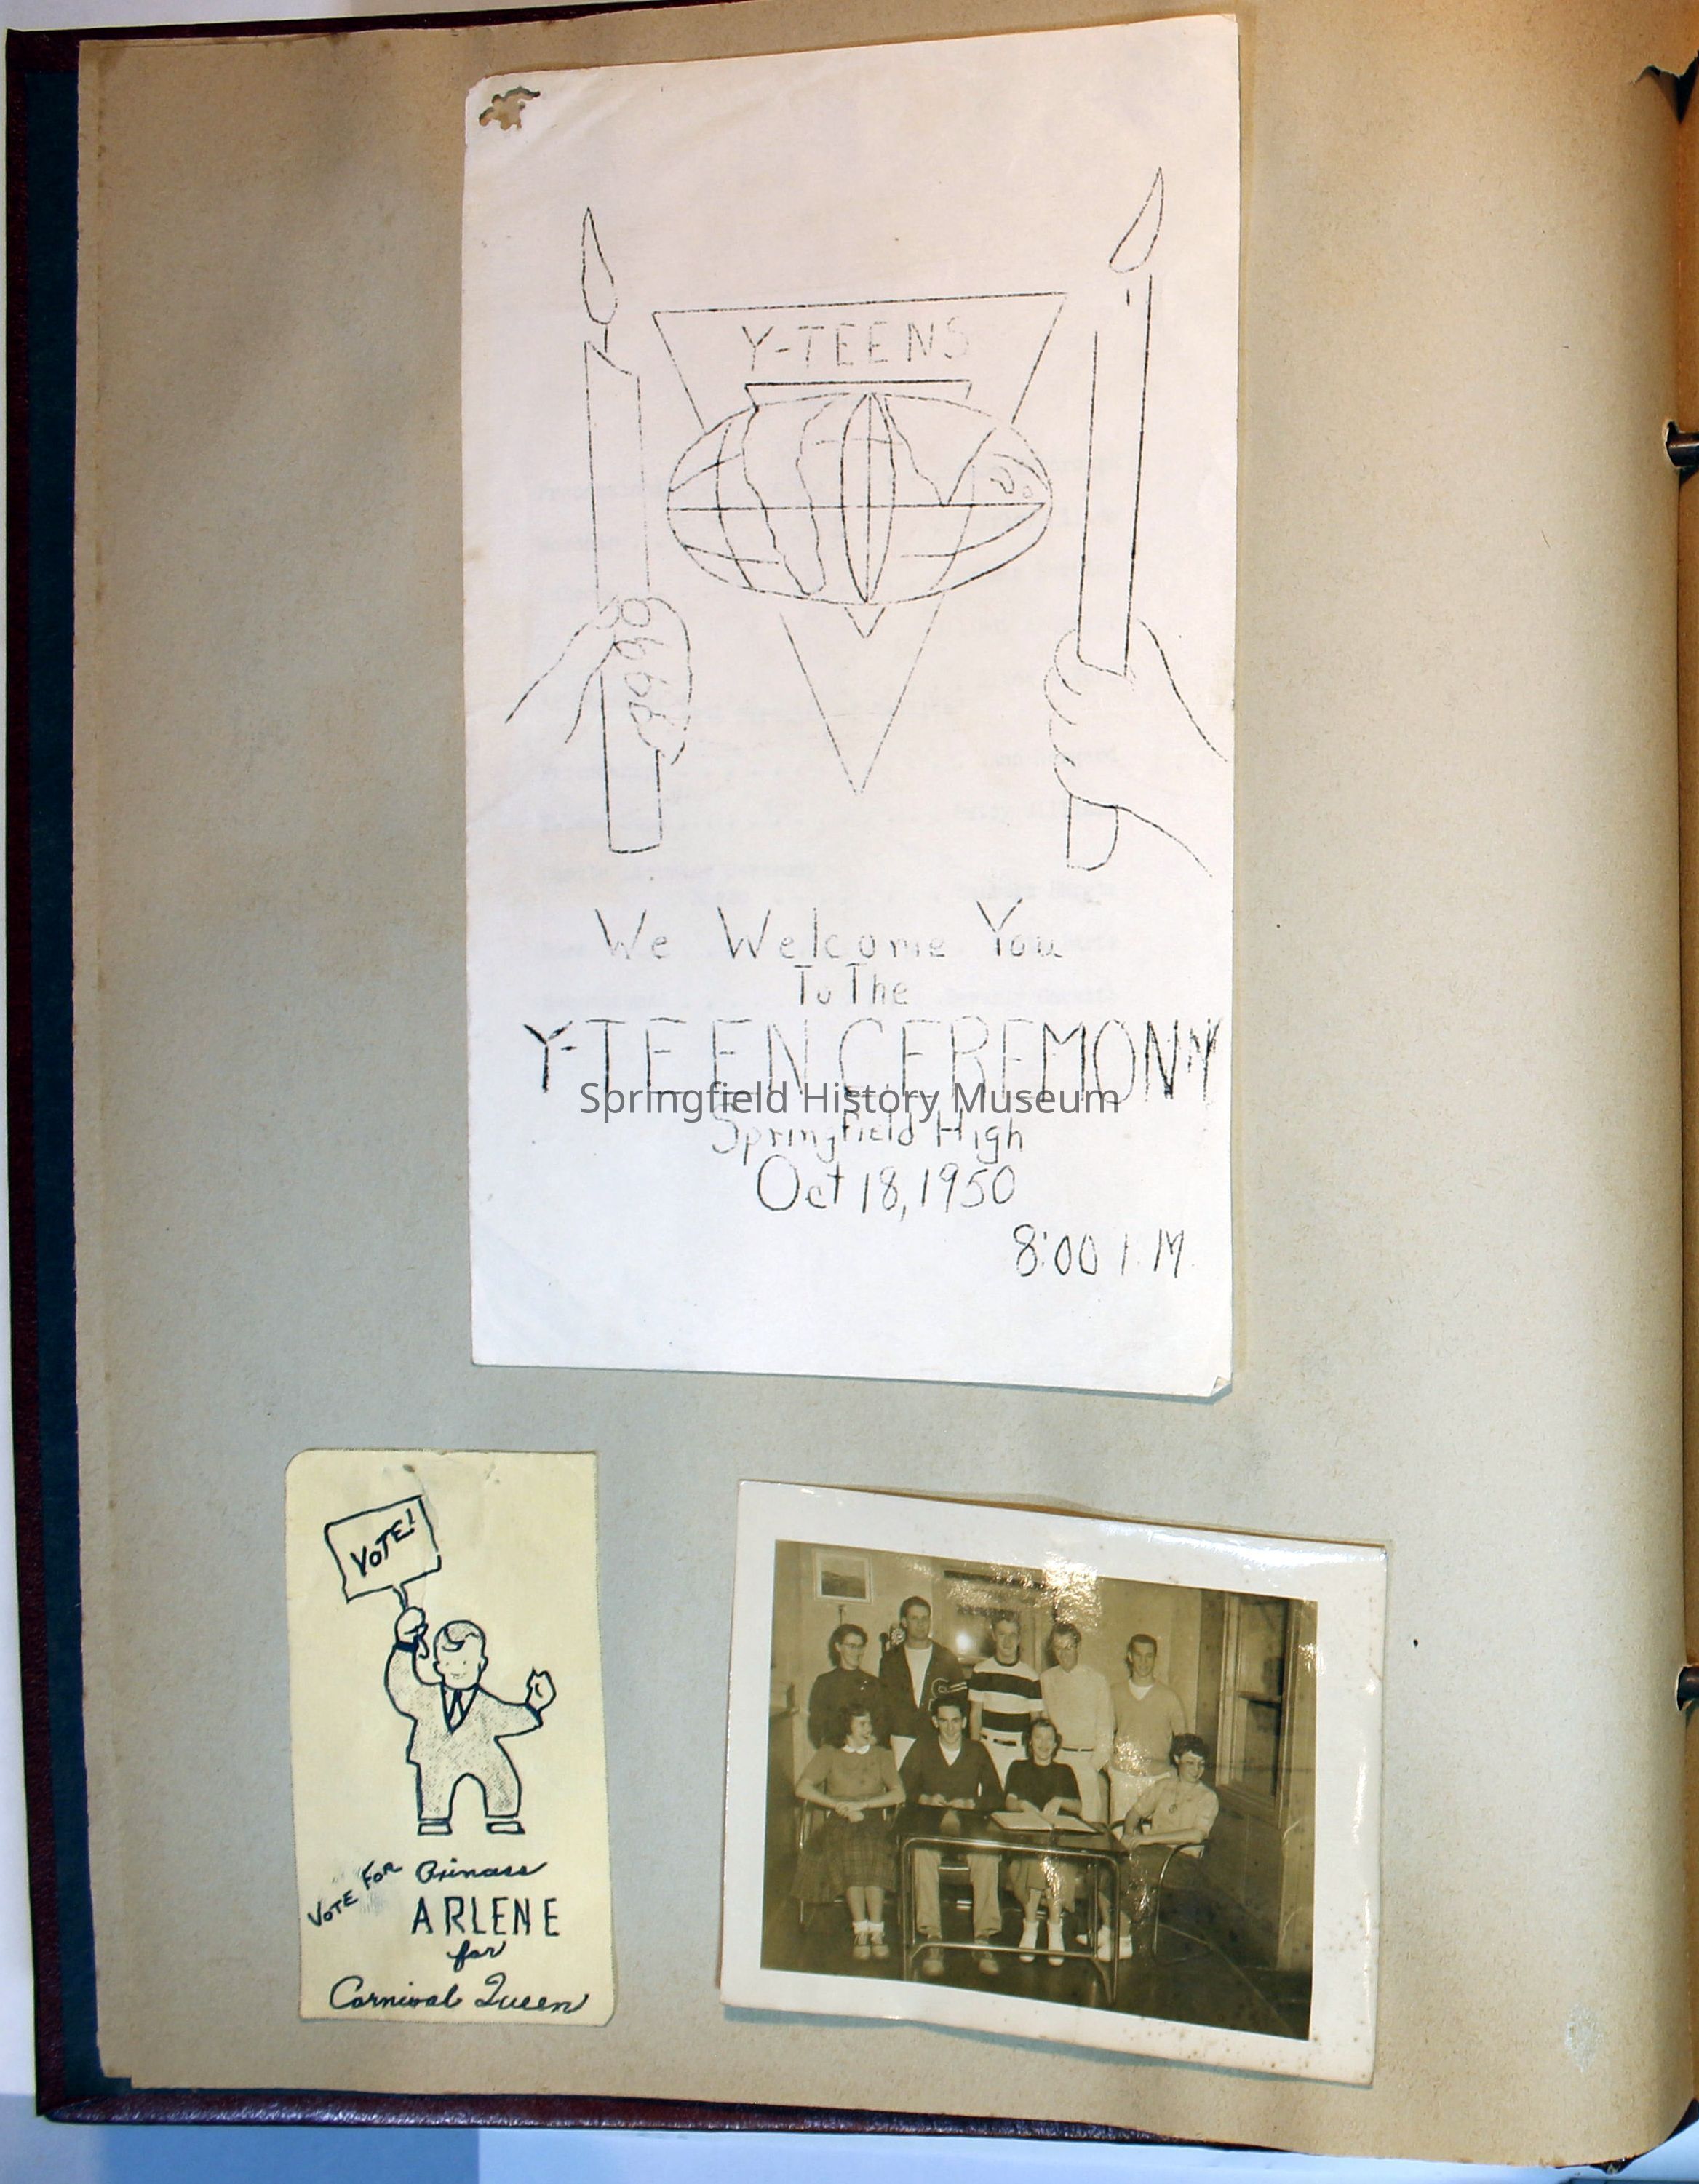 Y-TEENS
We Welcome You
To The
Y-TEEN CEREMONY
Springfield History Museum
Springfield High
Oct 18, 1950
8:00 P.M.
VOTE!
VOTE FOR Princess
ARLENE
for
Carnival Queen